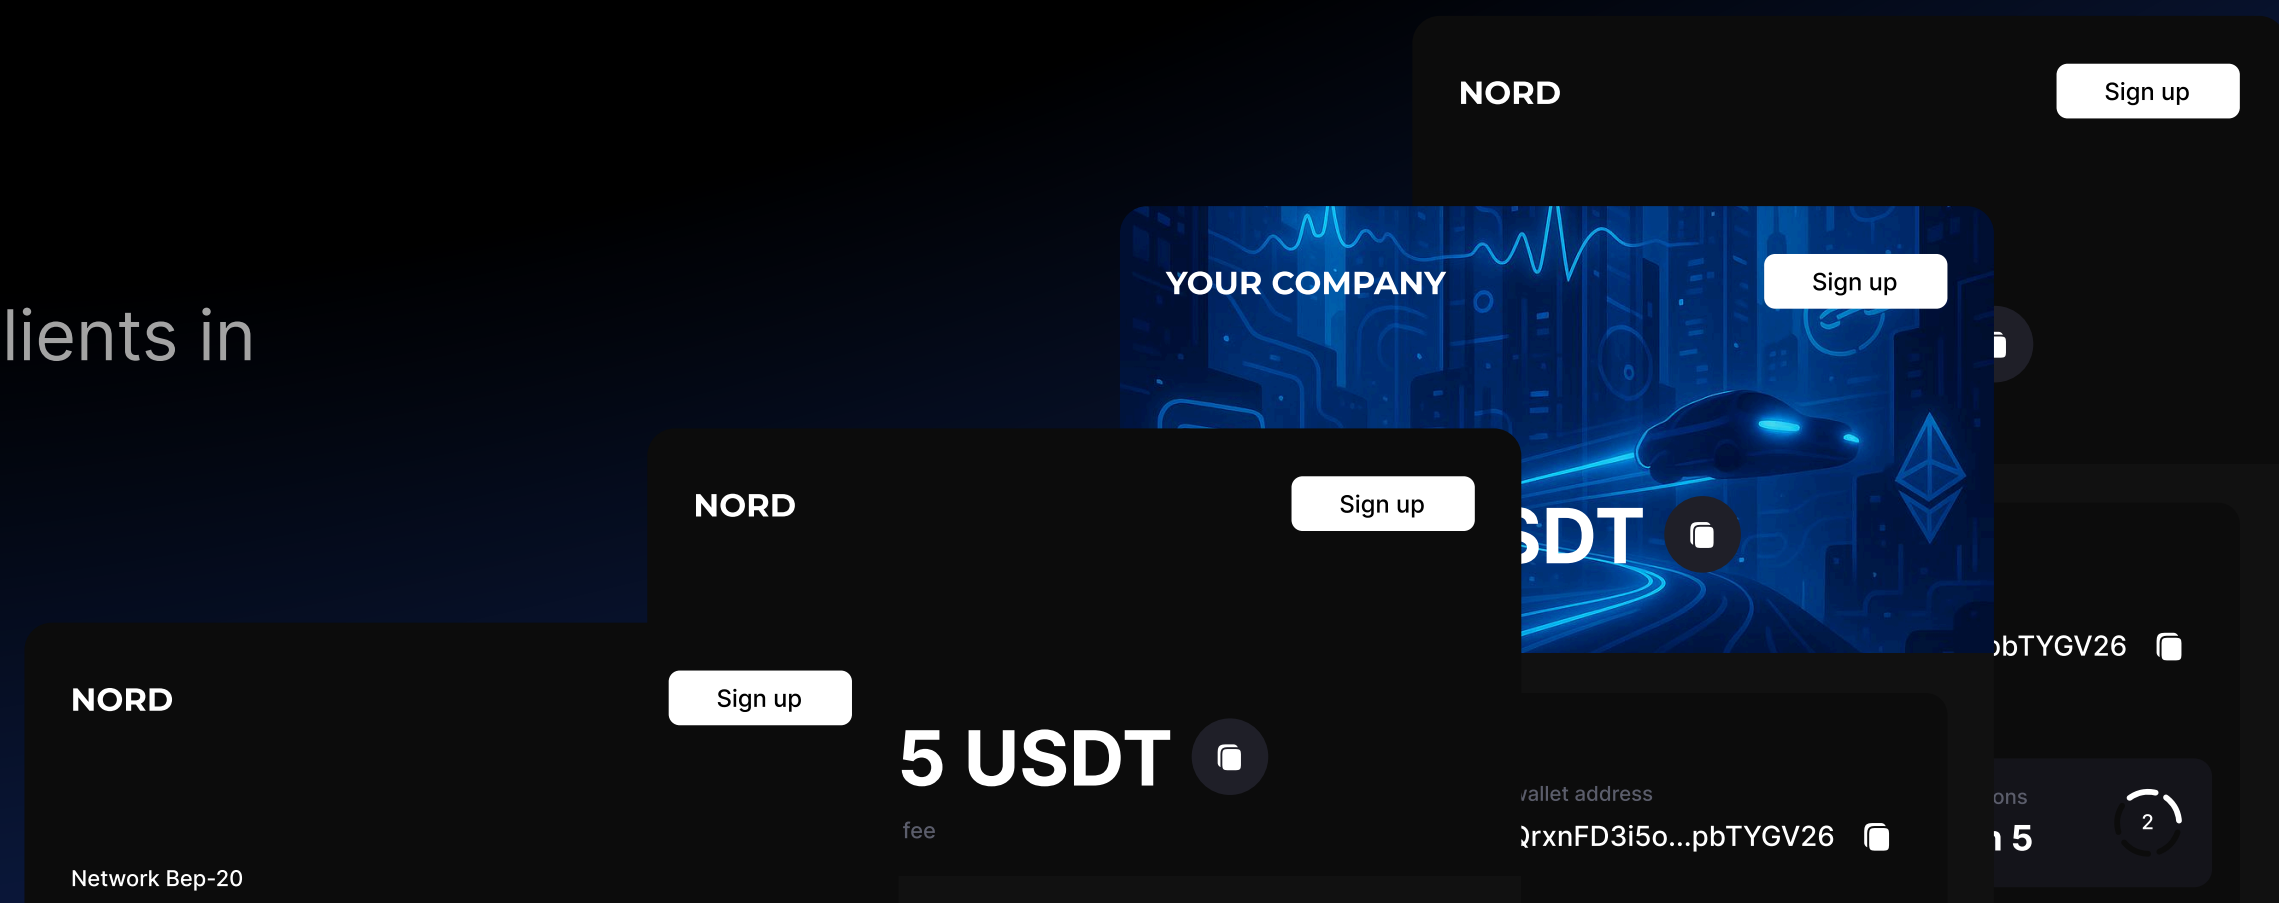 NORD
Sign up
YOUR COMPANY
Sign up
lients in
NORD
Sign up
SDT
pbTYGV26
NORD
Sign up
5 USDT
wallet address
ons
QrxnFD3i5o...pbTYGV26
2
5
fee
Network Bep-20